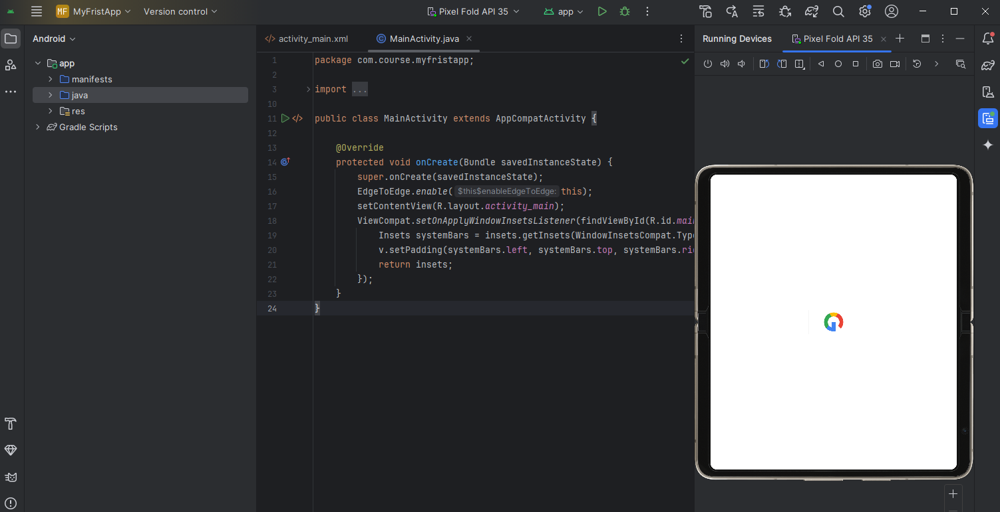 MF MyFristApp Version control Pixel Fold API 35 app
Android
app
manifests
java
res
Gradle Scripts
activity_main.xml MainActivity.java
1 package com.course.myfristapp;
2
3 import ...
10
11 public class MainActivity extends AppCompatActivity {
12
13 @Override
14 protected void onCreate(Bundle savedInstanceState) {
15 super.onCreate(savedInstanceState);
16 EdgeToEdge.enable( $this$enableEdgeToEdge: this);
17 setContentView(R.layout.activity_main);
18 ViewCompat.setOnApplyWindowInsetsListener(findViewById(R.id.mai
19 Insets systemBars = insets.getInsets(WindowInsetsCompat.Type
20 v.setPadding(systemBars.left, systemBars.top, systemBars.ri
21 return insets;
22 });
23 }
24 }
Running Devices Pixel Fold API 35